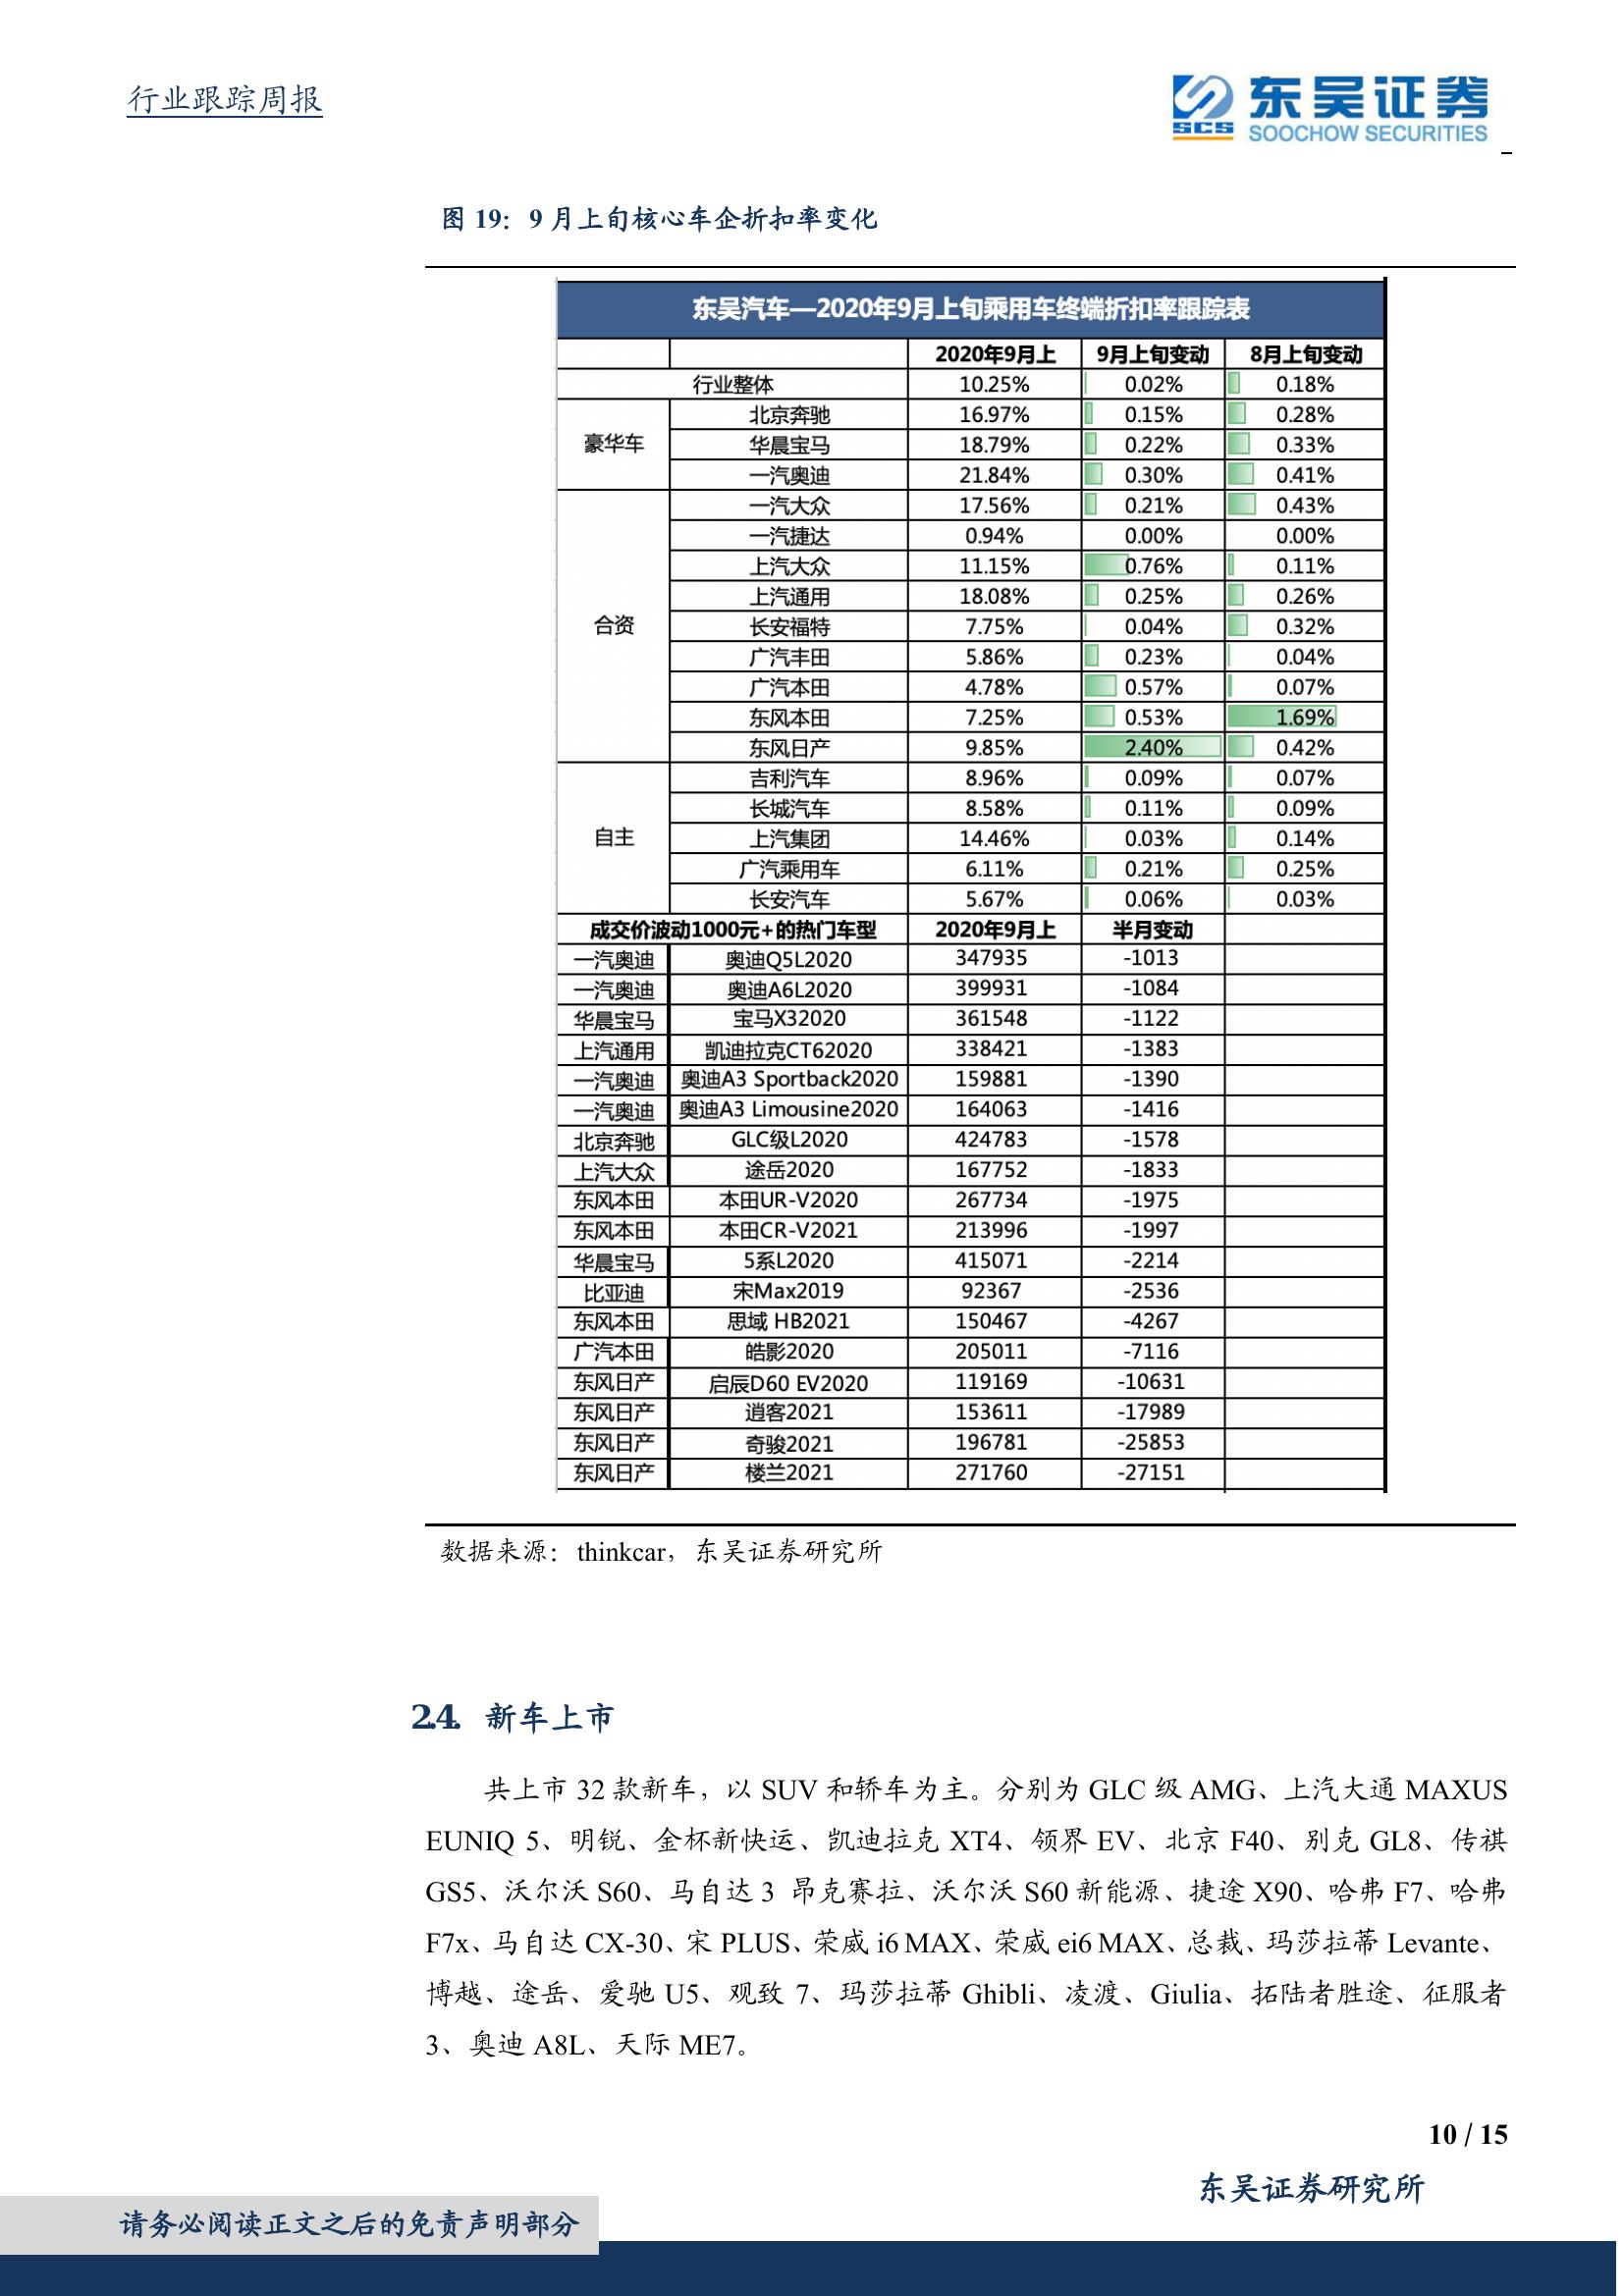 行业跟踪周报
东吴证券
SCS
SOOCHOW SECURITIES
图 19：9 月上旬核心车企折扣率变化
东吴汽车—2020年9月上旬乘用车终端折扣率跟踪表
2020年9月上 9月上旬变动 8月上旬变动
行业整体 10.25% 0.02% 0.18%
豪华车 北京奔驰 16.97% 0.15% 0.28%
华晨宝马 18.79% 0.22% 0.33%
一汽奥迪 21.84% 0.30% 0.41%
合资 一汽大众 17.56% 0.21% 0.43%
一汽捷达 0.94% 0.00% 0.00%
上汽大众 11.15% 0.76% 0.11%
上汽通用 18.08% 0.25% 0.26%
长安福特 7.75% 0.04% 0.32%
广汽丰田 5.86% 0.23% 0.04%
广汽本田 4.78% 0.57% 0.07%
东风本田 7.25% 0.53% 1.69%
东风日产 9.85% 2.40% 0.42%
自主 吉利汽车 8.96% 0.09% 0.07%
长城汽车 8.58% 0.11% 0.09%
上汽集团 14.46% 0.03% 0.14%
广汽乘用车 6.11% 0.21% 0.25%
长安汽车 5.67% 0.06% 0.03%
成交价波动1000元+的热门车型 2020年9月上 半月变动
一汽奥迪 奥迪Q5L2020 347935 -1013
一汽奥迪 奥迪A6L2020 399931 -1084
华晨宝马 宝马X32020 361548 -1122
上汽通用 凯迪拉克CT62020 338421 -1383
一汽奥迪 奥迪A3 Sportback2020 159881 -1390
一汽奥迪 奥迪A3 Limousine2020 164063 -1416
北京奔驰 GLC级L2020 424783 -1578
上汽大众 途岳2020 167752 -1833
东风本田 本田UR-V2020 267734 -1975
东风本田 本田CR-V2021 213996 -1997
华晨宝马 5系L2020 415071 -2214
比亚迪 宋Max2019 92367 -2536
东风本田 思域 HB2021 150467 -4267
广汽本田 皓影2020 205011 -7116
东风日产 启辰D60 EV2020 119169 -10631
东风日产 逍客2021 153611 -17989
东风日产 奇骏2021 196781 -25853
东风日产 楼兰2021 271760 -27151
数据来源：thinkcar，东吴证券研究所
2.4. 新车上市
共上市 32 款新车，以 SUV 和轿车为主。分别为 GLC 级 AMG、上汽大通 MAXUS
EUNIQ 5、明锐、金杯新快运、凯迪拉克 XT4、领界 EV、北京 F40、别克 GL8、传祺
GS5、沃尔沃 S60、马自达 3 昂克赛拉、沃尔沃 S60 新能源、捷途 X90、哈弗 F7、哈弗
F7x、马自达 CX-30、宋 PLUS、荣威 i6 MAX、荣威 ei6 MAX、总裁、玛莎拉蒂 Levante、
博越、途岳、爱驰 U5、观致 7、玛莎拉蒂 Ghibli、凌渡、Giulia、拓陆者胜途、征服者
3、奥迪 A8L、天际 ME7。
10 / 15
东吴证券研究所
请务必阅读正文之后的免责声明部分